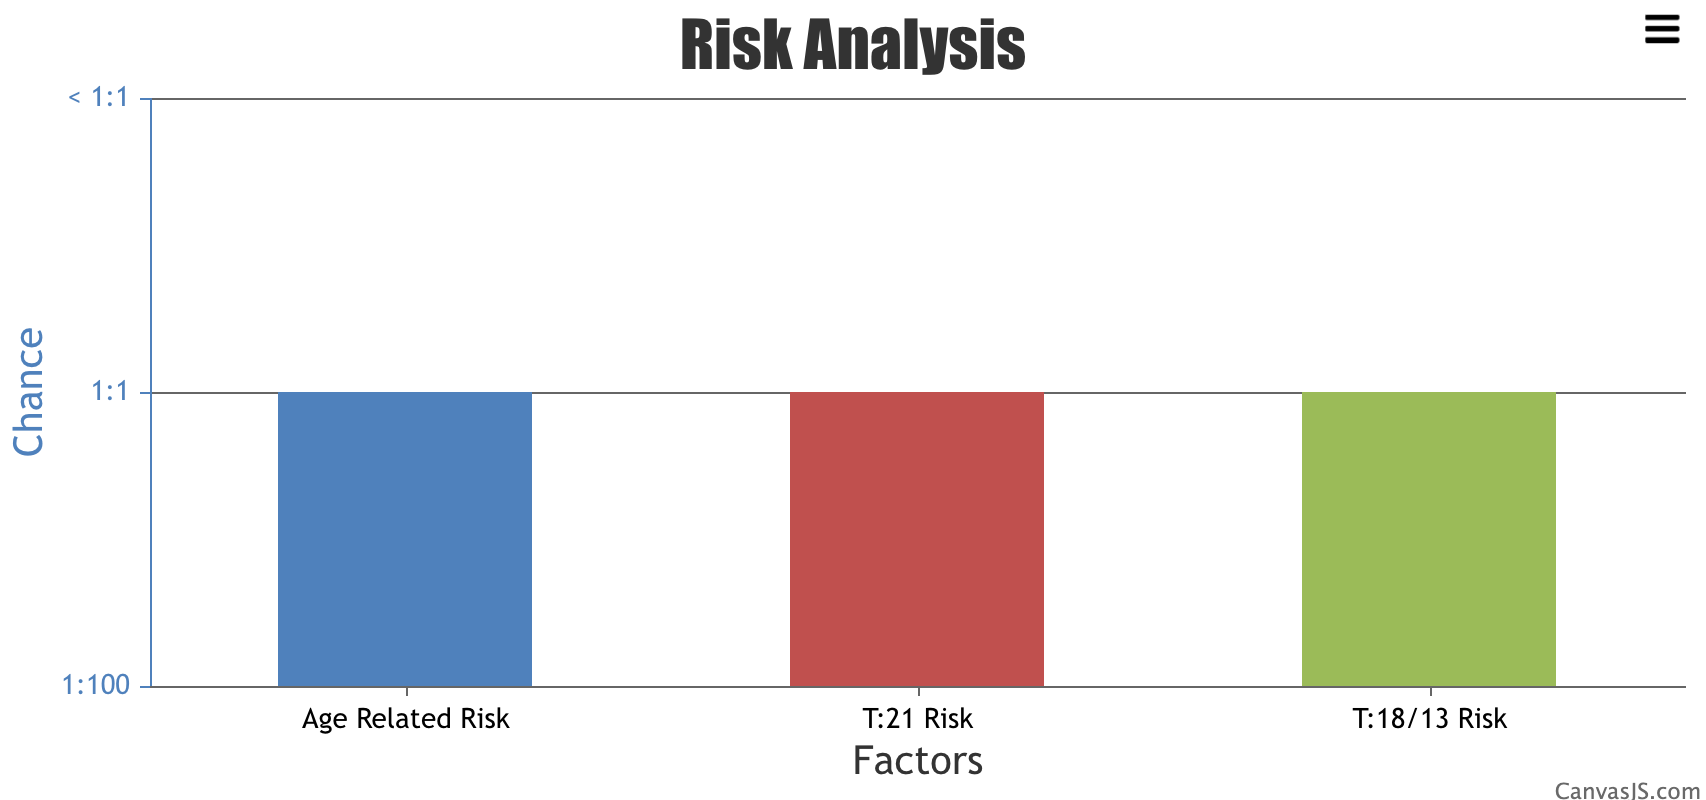 Risk Analysis
< 1:1
1:1
1:100
Chance
Age Related Risk
T:21 Risk
T:18/13 Risk
Factors
CanvasJS.com